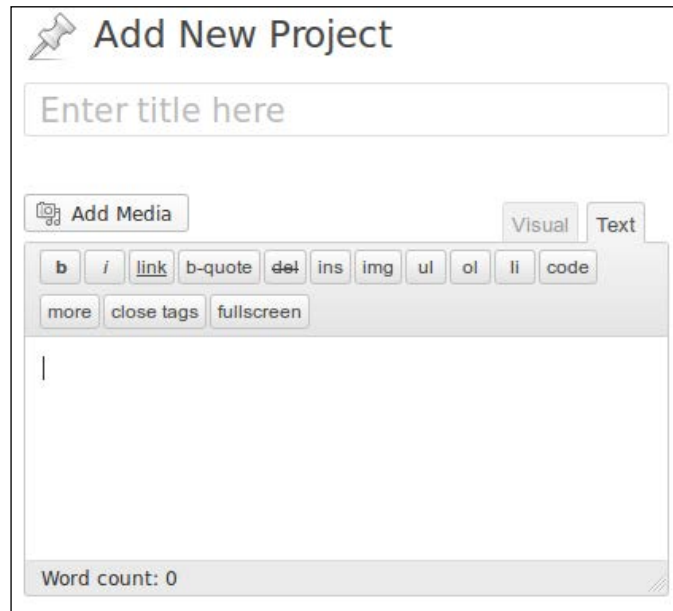 Add New Project
Enter title here
Add Media
Visual Text
b i link b-quote del ins img ul ol li code
more close tags fullscreen
Word count: 0